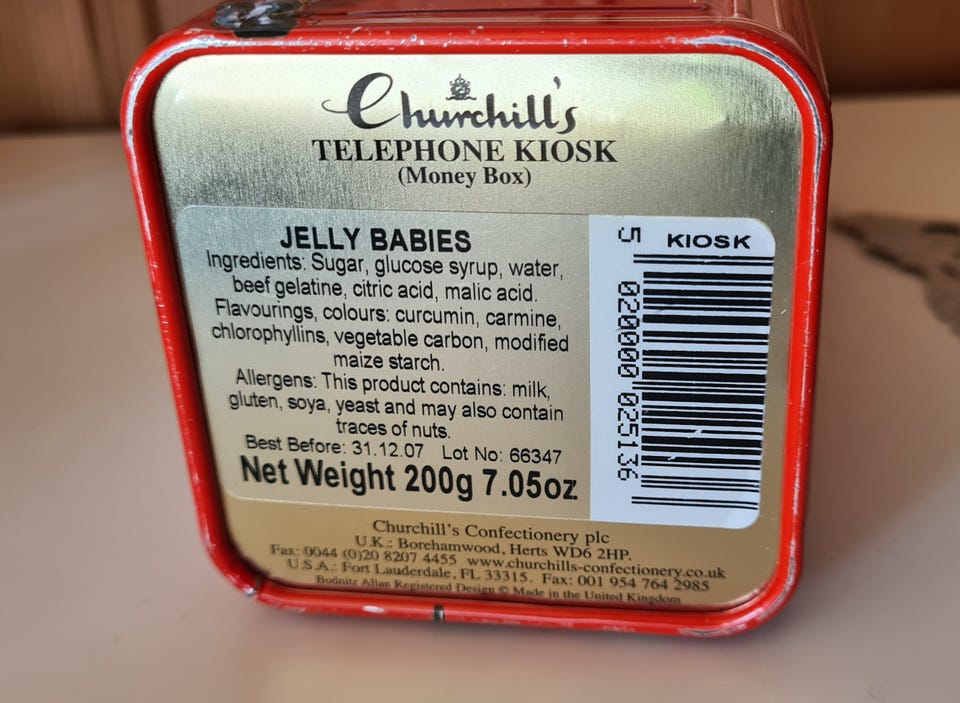 Churchill's
TELEPHONE KIOSK
(Money Box)
JELLY BABIES
Ingredients: Sugar, glucose syrup, water,
beef gelatine, citric acid, malic acid.
Flavourings, colours: curcumin, carmine,
chlorophyllins, vegetable carbon, modified
maize starch.
Allergens: This product contains: milk,
gluten, soya, yeast and may also contain
traces of nuts.
Best Before: 31.12.07 Lot No: 66347
Net Weight 200g 7.05oz
KIOSK
5 020000 025136
Churchill's Confectionery plc
U.K.: Borehamwood, Herts WD6 2HP.
Fax: 0044 (0)20 8207 4455 www.churchills-confectionery.co.uk
U.S.A.: Fort Lauderdale, FL 33315. Fax: 001 954 764 2985
Bodnitz Allan Registered Design © Made in the United Kingdom